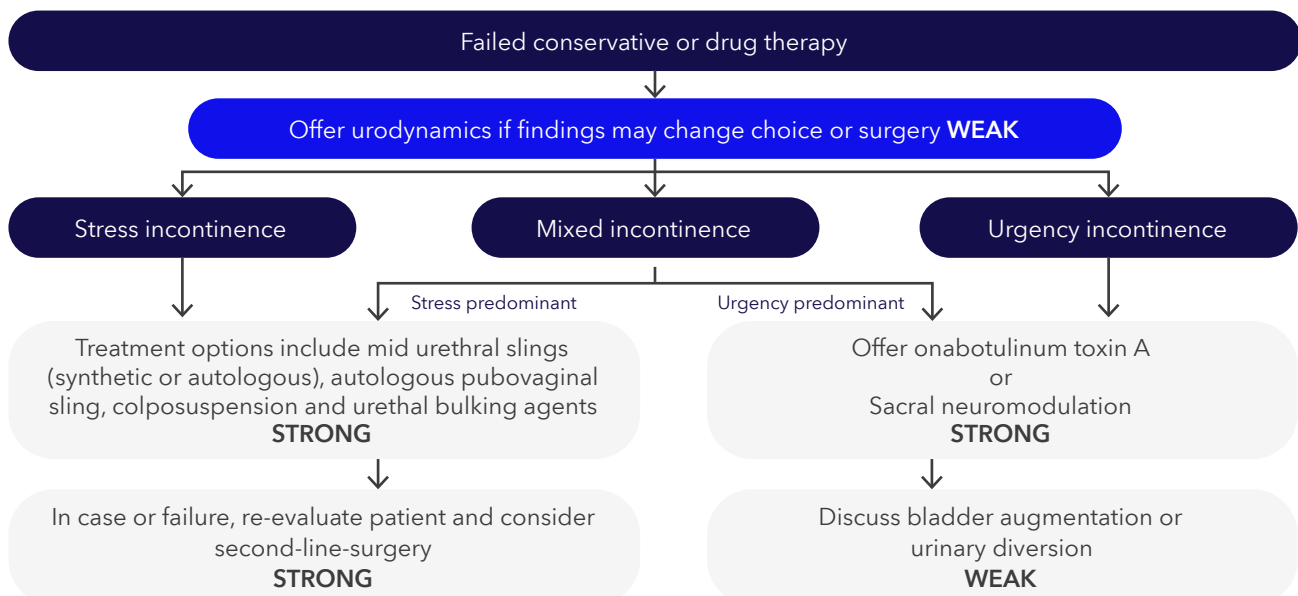 Failed conservative or drug therapy
Offer urodynamics if findings may change choice or surgery WEAK
Stress incontinence
Mixed incontinence
Urgency incontinence
Stress predominant
Urgency predominant
Treatment options include mid urethral slings
(synthetic or autologous), autologous pubovaginal
sling, colposuspension and urethal bulking agents
STRONG
Offer onabotulinum toxin A
or
Sacral neuromodulation
STRONG
In case or failure, re-evaluate patient and consider
second-line-surgery
STRONG
Discuss bladder augmentation or
urinary diversion
WEAK